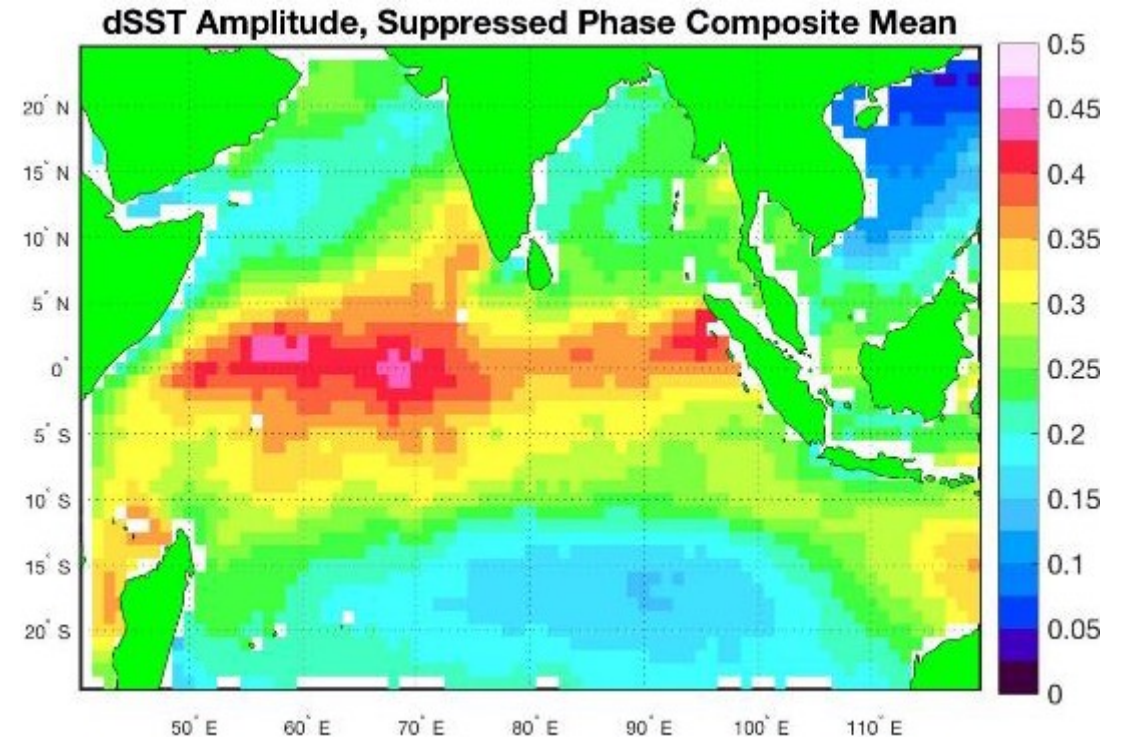 dSST Amplitude, Suppressed Phase Composite Mean
20° N
15° N
10° N
5° N
0°
5° S
10° S
15° S
20° S
50° E
60° E
70° E
80° E
90° E
100° E
110° E
0.5
0.45
0.4
0.35
0.3
0.25
0.2
0.15
0.1
0.05
0